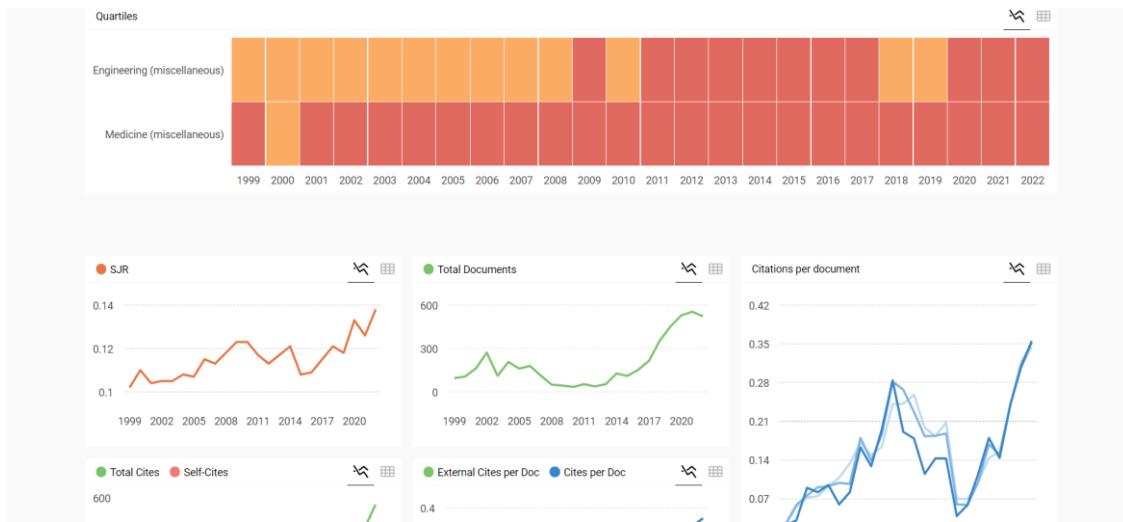 Quartiles
Engineering (miscellaneous)
Medicine (miscellaneous)
1999 2000 2001 2002 2003 2004 2005 2006 2007 2008 2009 2010 2011 2012 2013 2014 2015 2016 2017 2018 2019 2020 2021 2022
SJR
0.14
0.12
0.1
1999 2002 2005 2008 2011 2014 2017 2020
Total Documents
600
300
0
1999 2002 2005 2008 2011 2014 2017 2020
Citations per document
0.42
0.35
0.28
0.21
0.14
0.07
Total Cites Self-Cites
600
External Cites per Doc Cites per Doc
0.4